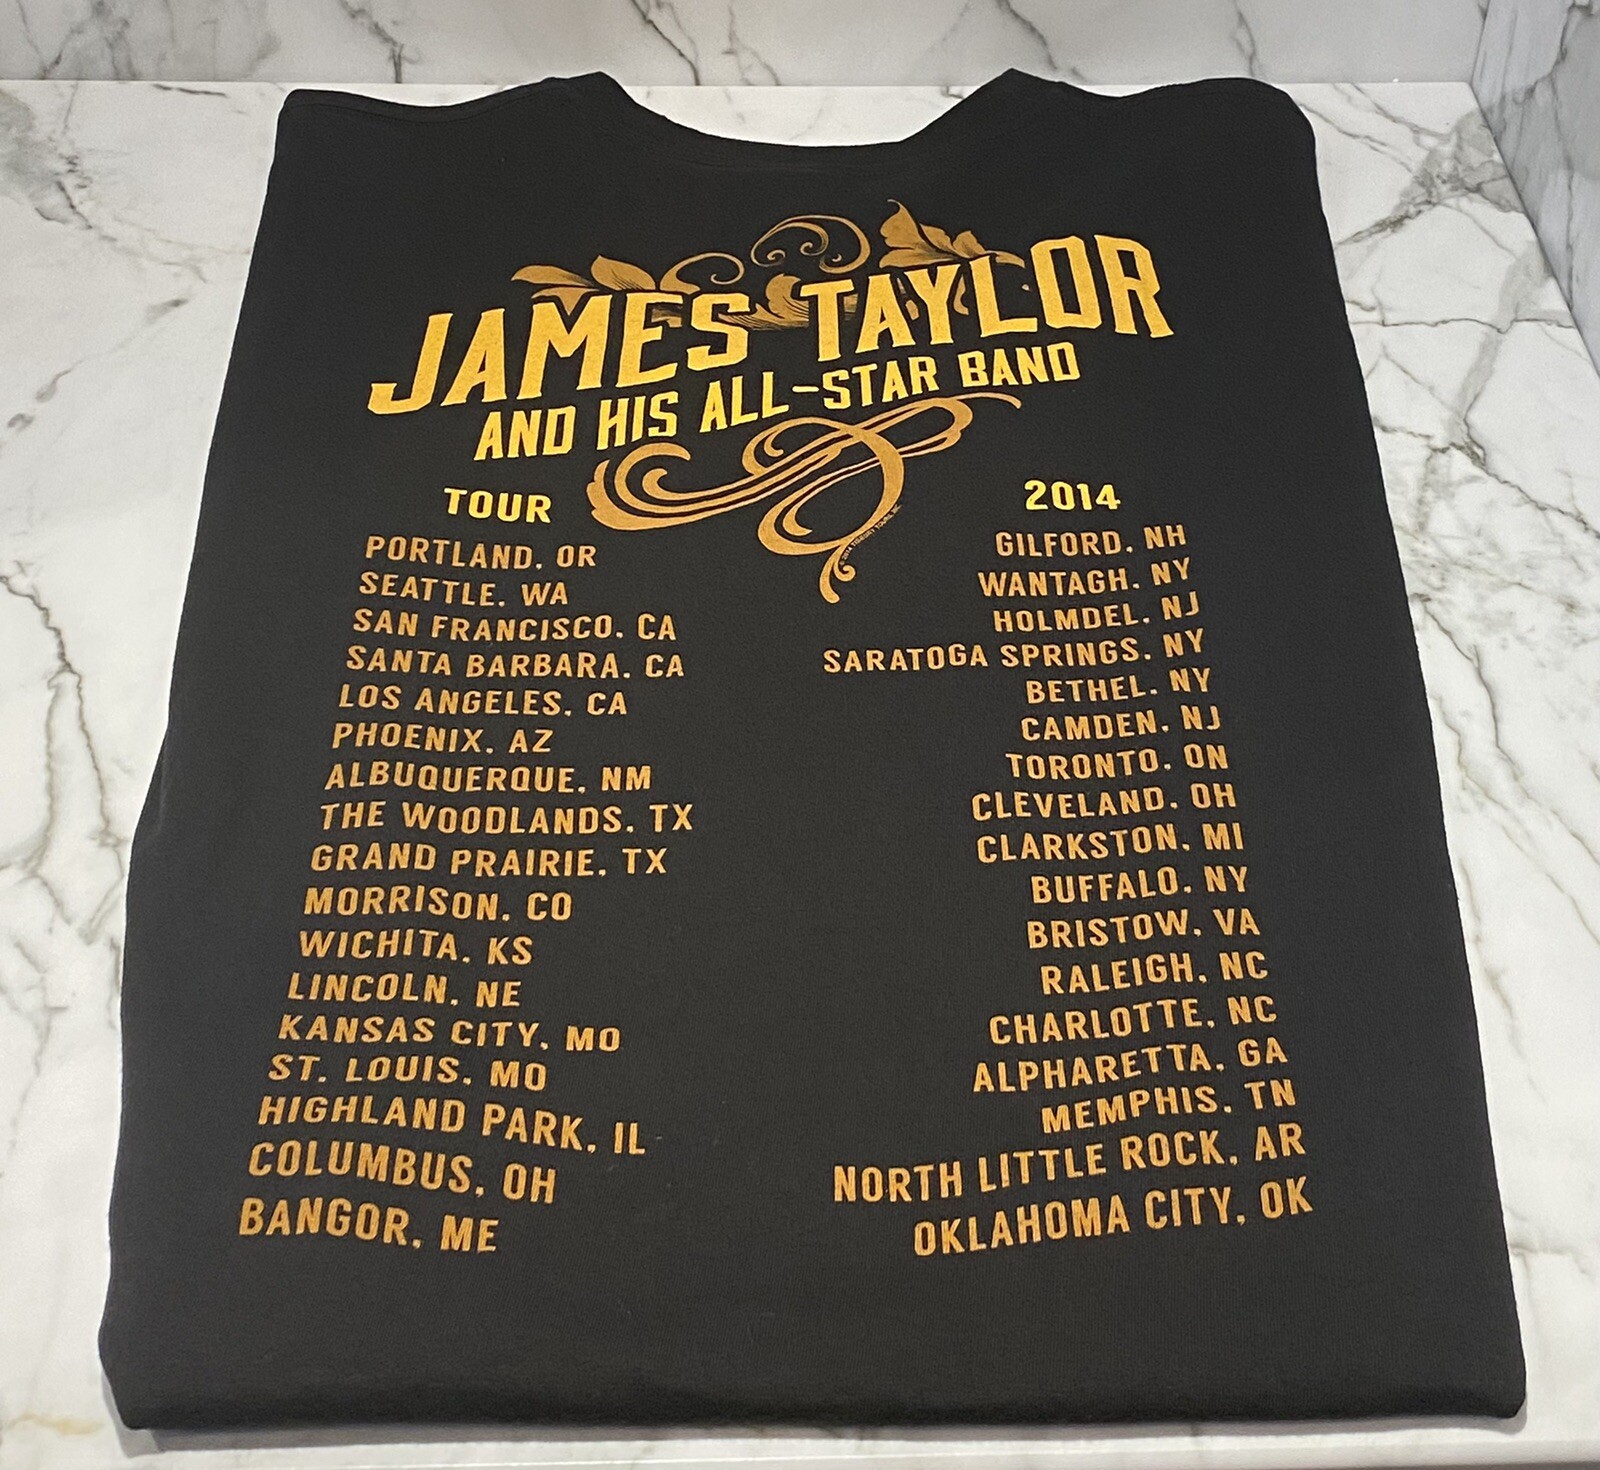 JAMES TAYLOR
AND HIS ALL-STAR BAND
TOUR
PORTLAND, OR
SEATTLE, WA
SAN FRANCISCO, CA
SANTA BARBARA, CA
LOS ANGELES, CA
PHOENIX, AZ
ALBUQUERQUE, NM
THE WOODLANDS, TX
GRAND PRAIRIE, TX
MORRISON, CO
WICHITA, KS
LINCOLN, NE
KANSAS CITY, MO
ST. LOUIS, MO
HIGHLAND PARK, IL
COLUMBUS, OH
BANGOR, ME
2014
GILFORD, NH
WANTAGH, NY
HOLMDEL, NJ
SARATOGA SPRINGS, NY
BETHEL, NY
CAMDEN, NJ
TORONTO, ON
CLEVELAND, OH
CLARKSTON, MI
BUFFALO, NY
BRISTOW, VA
RALEIGH, NC
CHARLOTTE, NC
ALPHARETTA, GA
MEMPHIS, TN
NORTH LITTLE ROCK, AR
OKLAHOMA CITY, OK